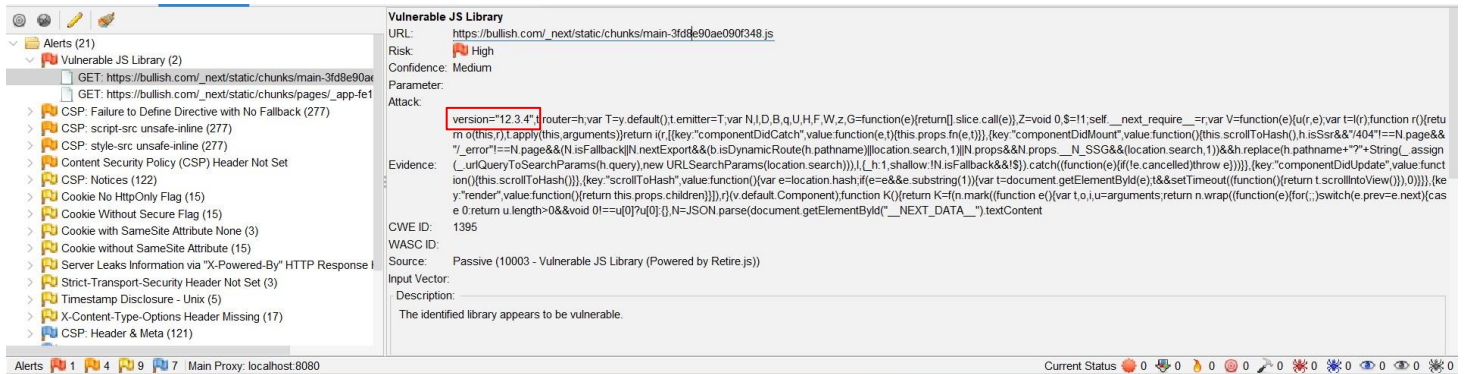 Alerts (21)
Vulnerable JS Library (2)
GET: https://bullish.com/_next/static/chunks/main-3fd8e90ae
GET: https://bullish.com/_next/static/chunks/pages/_app-fe1
CSP: Failure to Define Directive with No Fallback (277)
CSP: script-src unsafe-inline (277)
CSP: style-src unsafe-inline (277)
Content Security Policy (CSP) Header Not Set
CSP: Notices (122)
Cookie No HttpOnly Flag (15)
Cookie Without Secure Flag (15)
Cookie with SameSite Attribute None (3)
Cookie without SameSite Attribute (15)
Server Leaks Information via "X-Powered-By" HTTP Response
Strict-Transport-Security Header Not Set (3)
Timestamp Disclosure - Unix (5)
X-Content-Type-Options Header Missing (17)
CSP: Header & Meta (121)
Vulnerable JS Library
URL: https://bullish.com/_next/static/chunks/main-3fd8e90ae090f348.js
Risk: High
Confidence: Medium
Parameter:
Attack:
version="12.3.4",t.router=h;var T=y.default();t.emitter=T;var N,I,D,B,q,U,H,F,W,z,G=function(e){return[].slice.call(e)},Z=void 0,$=!1;self.__next_require__=r;var V=function(e){u(r,e);var t=l(r);function r(){retu
rn o(this,r),t.apply(this,arguments)}return i(r,[{key:"componentDidCatch",value:function(e,t){this.props.fn(e,t)}},{key:"componentDidMount",value:function(){this.scrollToHash(),h.isSsr&&"/404"!==N.page&&
"/_error"!==N.page&&(N.isFallback||N.nextExport&&(b.isDynamicRoute(h.pathname)||location.search,1)||N.props&&N.props.__N_SSG&&(location.search,1))&&h.replace(h.pathname+"?"+String(_.assign
Evidence: (_.urlQueryToSearchParams(h.query),new URLSearchParams(location.search))),I,{_h:1,shallow:!N.isFallback&&!$}).catch((function(e){if(!e.cancelled)throw e}))}},{key:"componentDidUpdate",value:funct
ion(){this.scrollToHash()}},{key:"scrollToHash",value:function(){var e=location.hash;if(e=e&&e.substring(1)){var t=document.getElementById(e);t&&setTimeout((function(){return t.scrollIntoView()}),0)}}},{ke
y:"render",value:function(){return this.props.children}}]),r}(v.default.Component);function K(){return K=f(n.mark((function e(){var t,o,i,u=arguments;return n.wrap((function(e){for(;;)switch(e.prev=e.next){cas
e 0:return u.length>0&&void 0!==u[0]?u[0]:{},N=JSON.parse(document.getElementById("__NEXT_DATA__").textContent
CWE ID: 1395
WASC ID:
Source: Passive (10003 - Vulnerable JS Library (Powered by Retire.js))
Input Vector:
Description:
The identified library appears to be vulnerable.
Alerts 1 4 9 7 Main Proxy: localhost:8080
Current Status 0 0 0 0 0 0 0 0 0 0